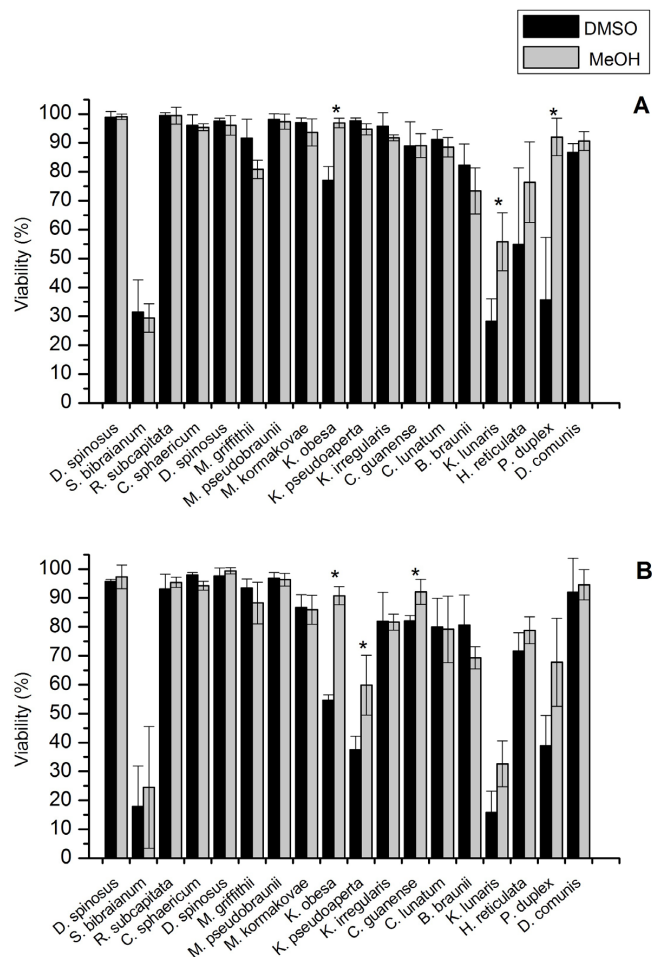 DMSO
MeOH
A
Viability (%)
100
90
80
70
60
50
40
30
20
10
0
*
*
*
D. spinosus
S. bibraianum
R. subcapitata
C. sphaericum
D. spinosus
M. griffithii
M. pseudobraunii
M. kormakovae
K. obesa
K. pseudoaperta
K. irregularis
C. guanense
C. lunatum
B. braunii
K. lunaris
H. reticulata
P. duplex
D. comunis
B
Viability (%)
100
90
80
70
60
50
40
30
20
10
0
*
*
*
D. spinosus
S. bibraianum
R. subcapitata
C. sphaericum
D. spinosus
M. griffithii
M. pseudobraunii
M. kormakovae
K. obesa
K. pseudoaperta
K. irregularis
C. guanense
C. lunatum
B. braunii
K. lunaris
H. reticulata
P. duplex
D. comunis